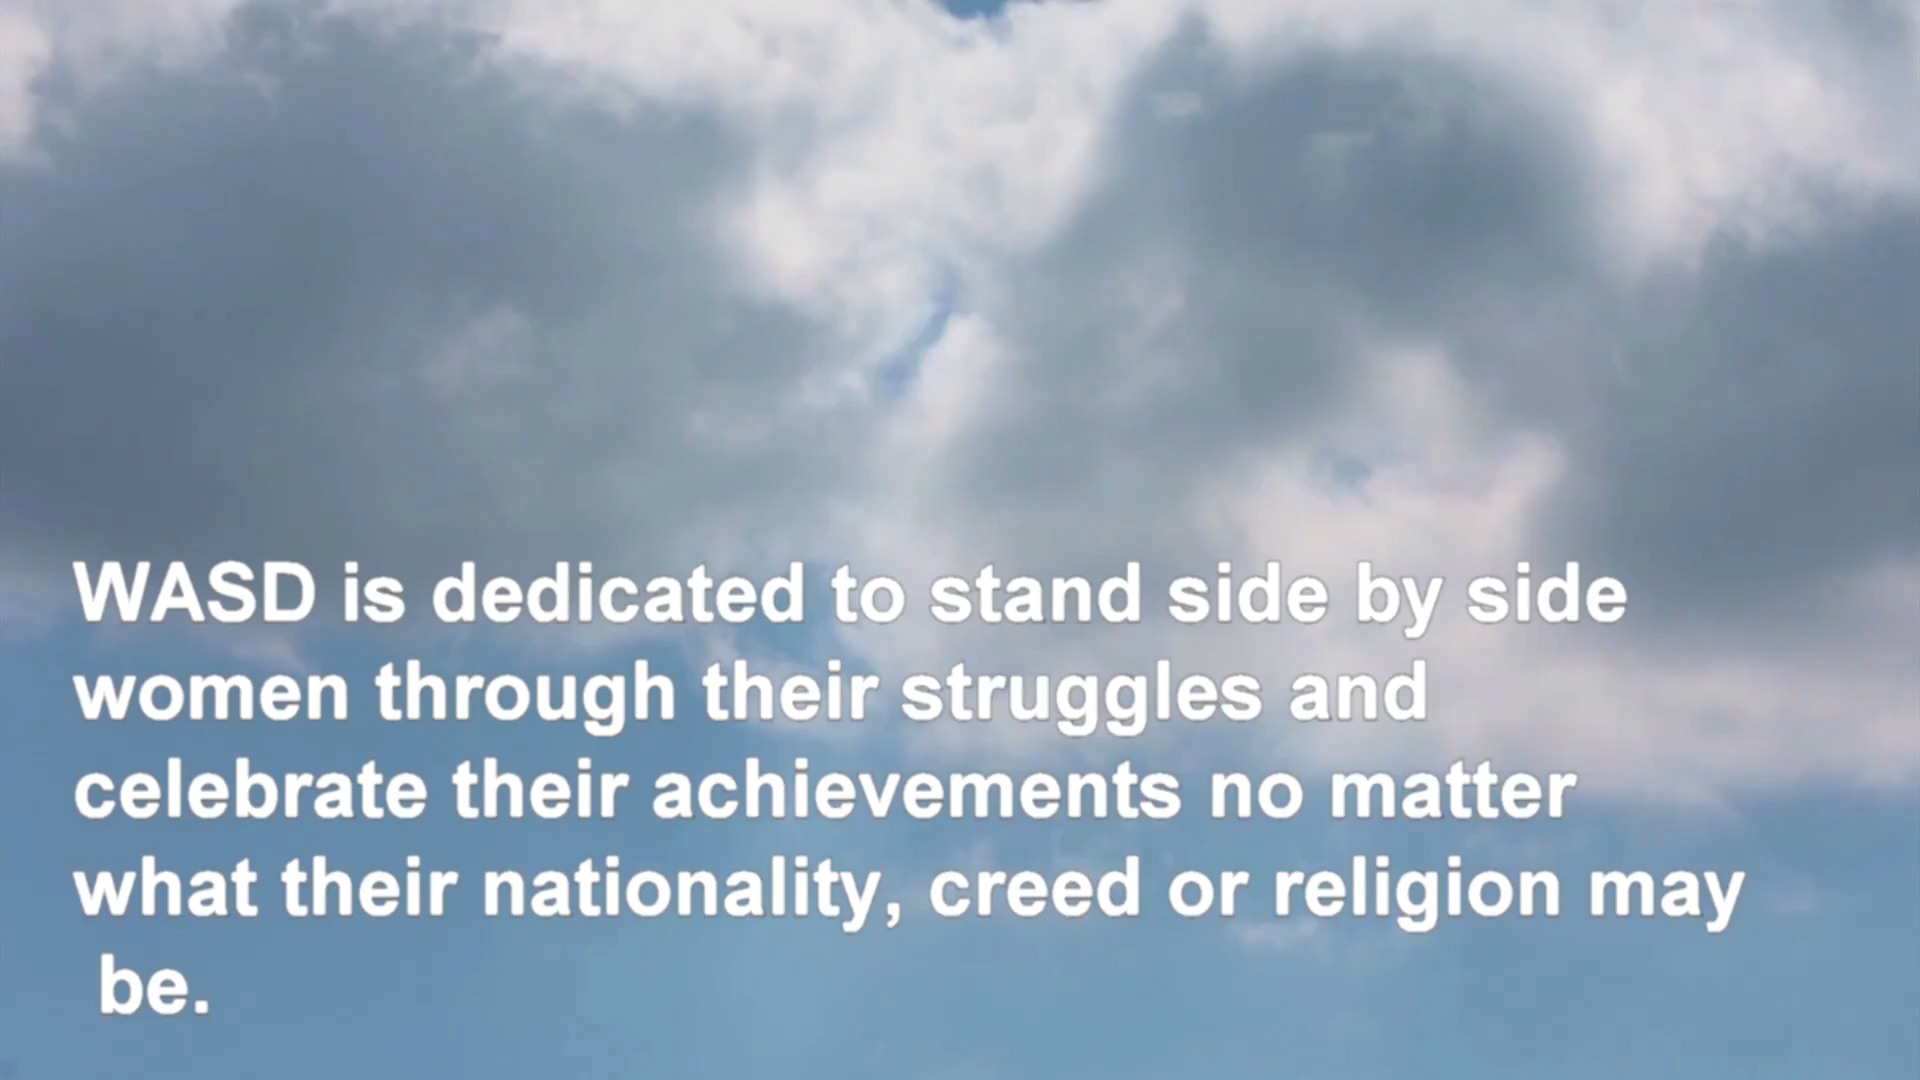 WASD is dedicated to stand side by side
women through their struggles and
celebrate their achievements no matter
what their nationality, creed or religion may
be.